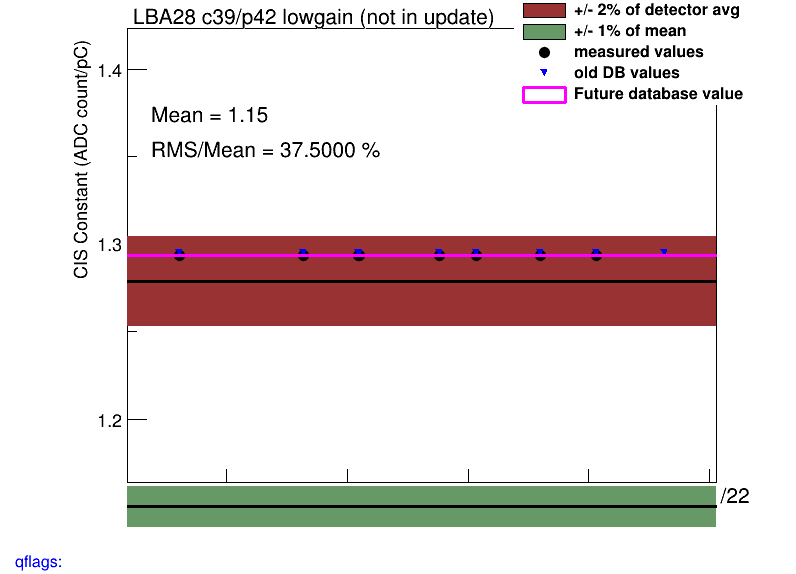 LBA28 c39/p42 lowgain (not in update)
+/- 2% of detector avg
+/- 1% of mean
measured values
old DB values
Future database value
CIS Constant (ADC count/pC)
1.4
Mean = 1.15
RMS/Mean = 37.5000 %
1.3
1.2
/22
qflags: